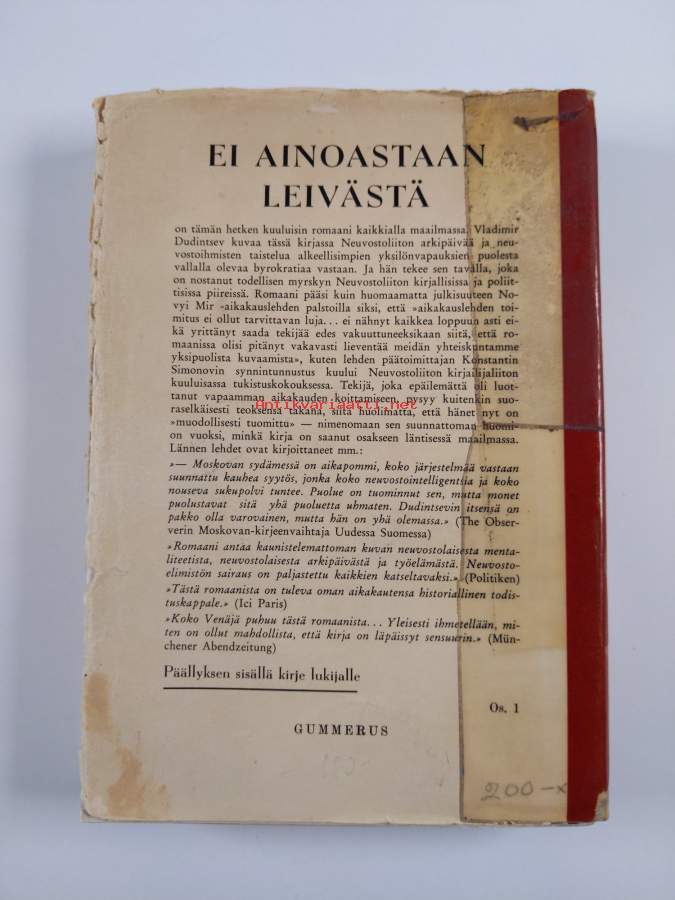 EI AINOASTAAN
LEIVÄSTÄ
on tämän hetken kuuluisin romaani kaikkialla maailmassa. Vladimir
Dudintsev kuvaa tässä kirjassa Neuvostoliiton arkipäivää ja neu-
vostoihmisten taistelua alkeellisimpien yksilönvapauksien puolesta
vallalla olevaa byrokratiaa vastaan. Ja hän tekee sen tavalla, joka
on nostanut todellisen myrskyn Neuvostoliiton kirjallisissa ja poliit-
tisissa piireissä. Romaani pääsi kuin huomaamatta julkisuuteen No-
vyi Mir -aikakauslehden palstoilla siksi, että »aikakauslehden toi-
mitus ei ollut tarvittavan luja... ei nähnyt kaikkea loppuun asti ei-
kä yrittänyt saada tekijää edes vakuuttuneeksikaan siitä, että ro-
maanissa olisi pitänyt vakavasti lieventää meidän yhteiskuntamme
yksipuolista kuvaamista», kuten lehden päätoimittajan Konstantin
Simonovin synnintunnustus kuului Neuvostoliiton kirjailijaliiton
kuuluisassa tukistuskokouksessa. Tekijä, joka epäilemättä oli luot-
tanut vapaamman aikakauden koittamiseen, pysyy kuitenkin suo-
Antikvariaatti.net
raselkäisesti teoksensa takana, siitä huolimatta, että hänet nyt on
»muodollisesti tuomittu» — nimenomaan sen suunnattoman huomi-
on vuoksi, minkä kirja on saanut osakseen läntisessä maailmassa.
Lännen lehdet ovat kirjoittaneet mm.:
»— Moskovan sydämessä on aikapommi, koko järjestelmää vastaan
suunnattu kauhea syytös, jonka koko neuvostointelligentsia ja koko
nouseva sukupolvi tuntee. Puolue on tuominnut sen, mutta monet
puolustavat sitä yhä puoluetta uhmaten. Dudintsevin itsensä on
pakko olla varovainen, mutta hän on yhä olemassa.» (The Obser-
verin Moskovan-kirjeenvaihtaja Uudessa Suomessa)
»Romaani antaa kaunistelemattoman kuvan neuvostolaisesta menta-
liteetista, neuvostolaisesta arkipäivästä ja työelämästä. Neuvosto-
elimistön sairaus on paljastettu kaikkien katseltavaksi.» (Politiken)
»Tästä romaanista on tuleva oman aikakautensa historiallinen todis-
tuskappale.» (Ici Paris)
»Koko Venäjä puhuu tästä romaanista... Yleisesti ihmetellään, mi-
ten on ollut mahdollista, että kirja on läpäissyt sensuurin.» (Mün-
chener Abendzeitung)
Päällyksen sisällä kirje lukijalle
Os. 1
GUMMERUS
200-x